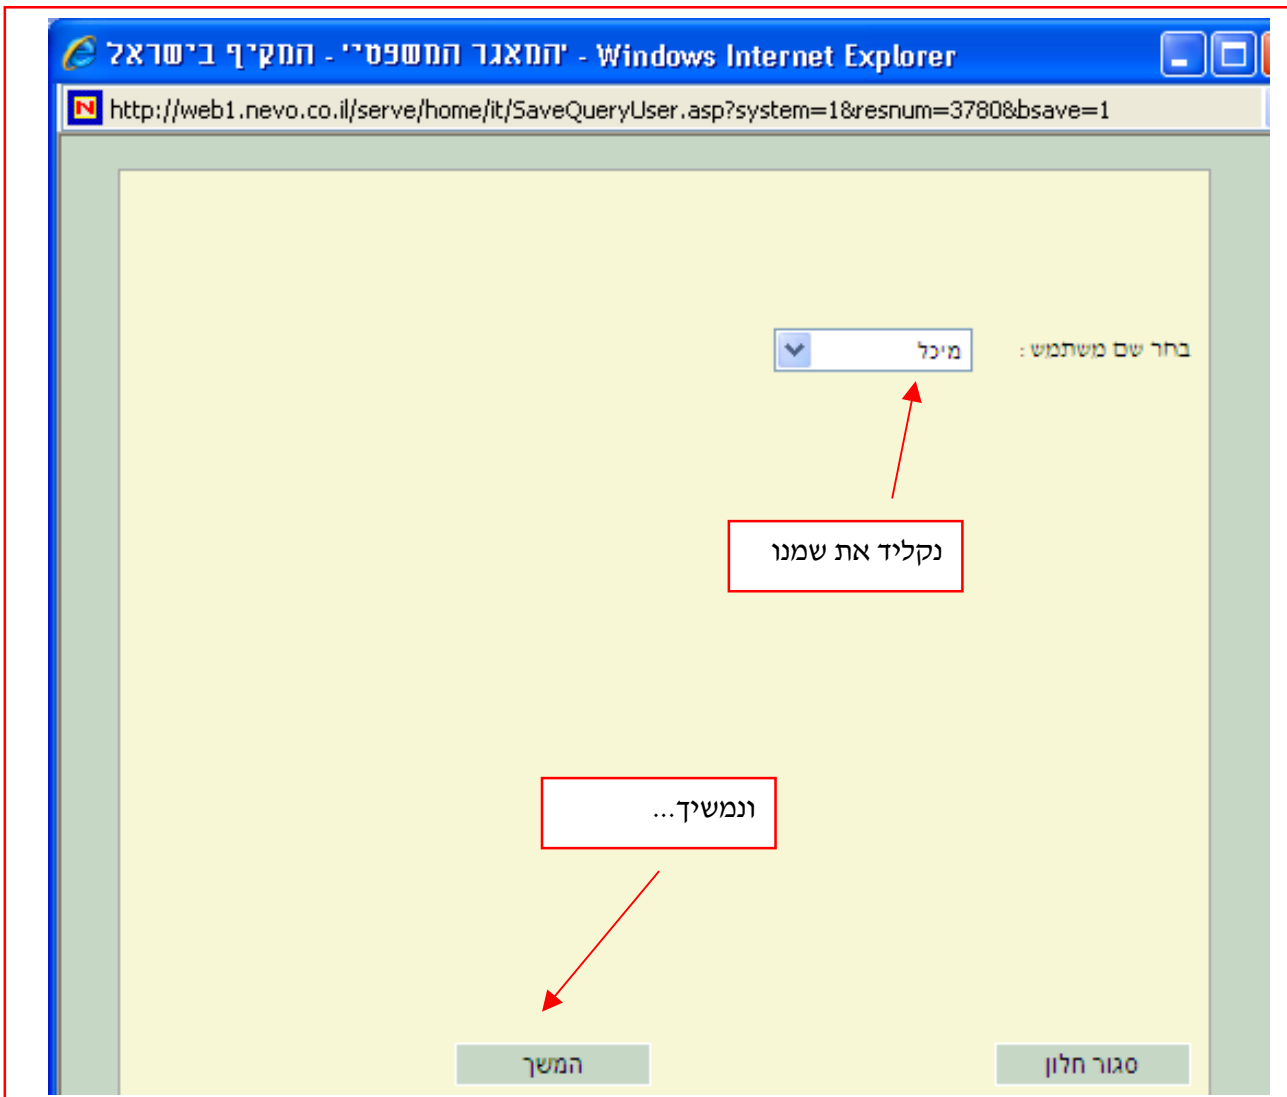 'המאגר המשפטי' - המקיף בישראל - Windows Internet Explorer
http://web1.nevo.co.il/serve/home/it/SaveQueryUser.asp?system=1&resnum=3780&bsave=1
בחר שם משתמש : מיכל
נקליד את שמנו
ונמשיך...
סגור חלון המשך